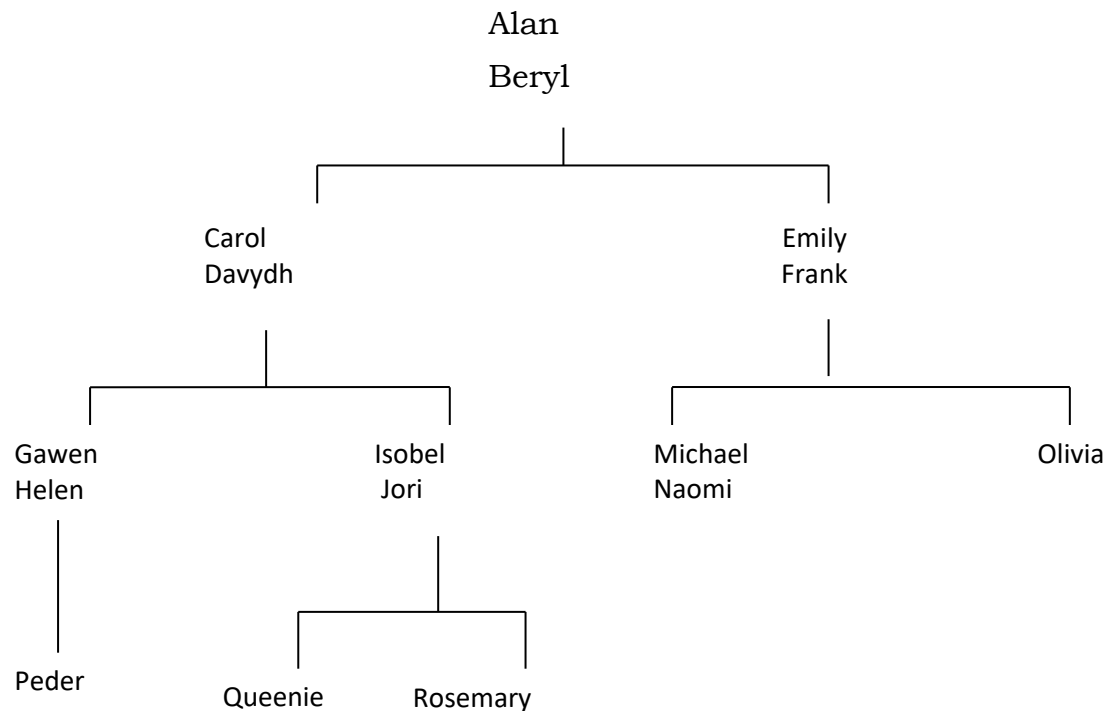 Alan
Beryl
Carol
Davydh
Emily
Frank
Gawen
Helen
Isobel
Jori
Michael
Naomi
Olivia
Peder
Queenie
Rosemary